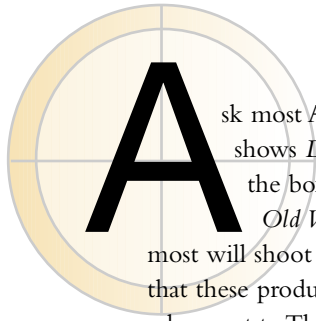 Ask most A
shows
the bo
Old
most will shoot
that these produ